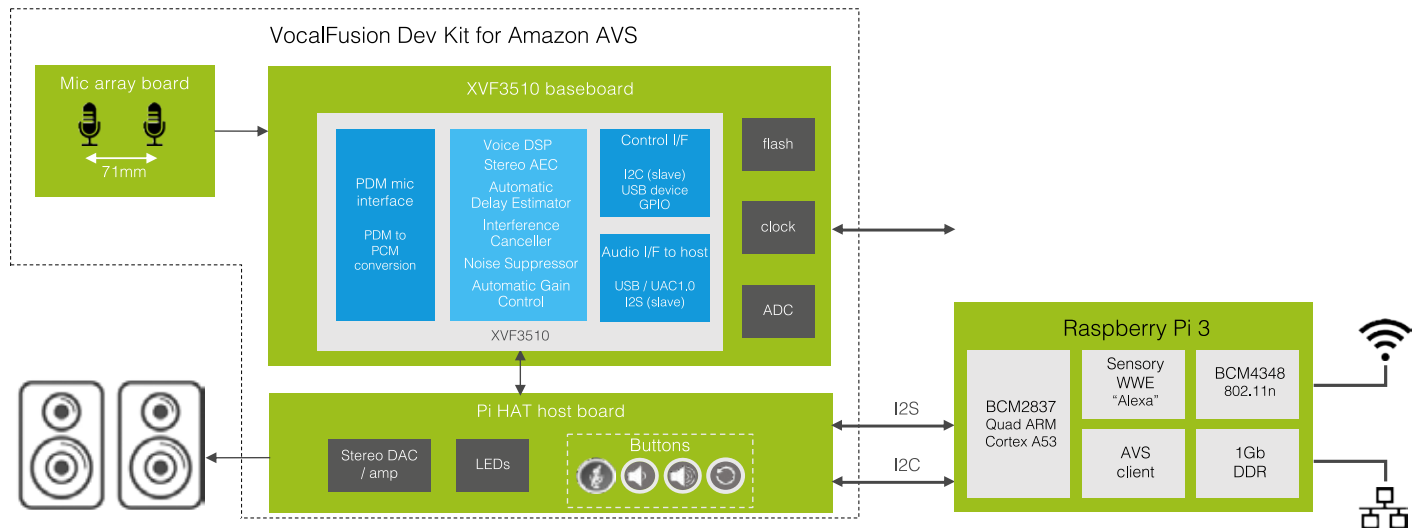 VocalFusion Dev Kit for Amazon AVS
Mic array board
71mm
XVF3510 baseboard
PDM mic
interface
PDM to
PCM
conversion
Voice DSP
Stereo AEC
Automatic
Delay Estimator
Interference
Canceller
Noise Suppressor
Automatic Gain
Control
Control I/F
I2C (slave)
USB device
GPIO
Audio I/F to host
USB / UAC1.0
I2S (slave)
XVF3510
flash
clock
ADC
Pi HAT host board
Stereo DAC
/ amp
LEDs
Buttons
I2S
I2C
Raspberry Pi 3
BCM2837
Quad ARM
Cortex A53
Sensory
WWE
“Alexa”
BCM4348
802.11n
AVS
client
1Gb
DDR